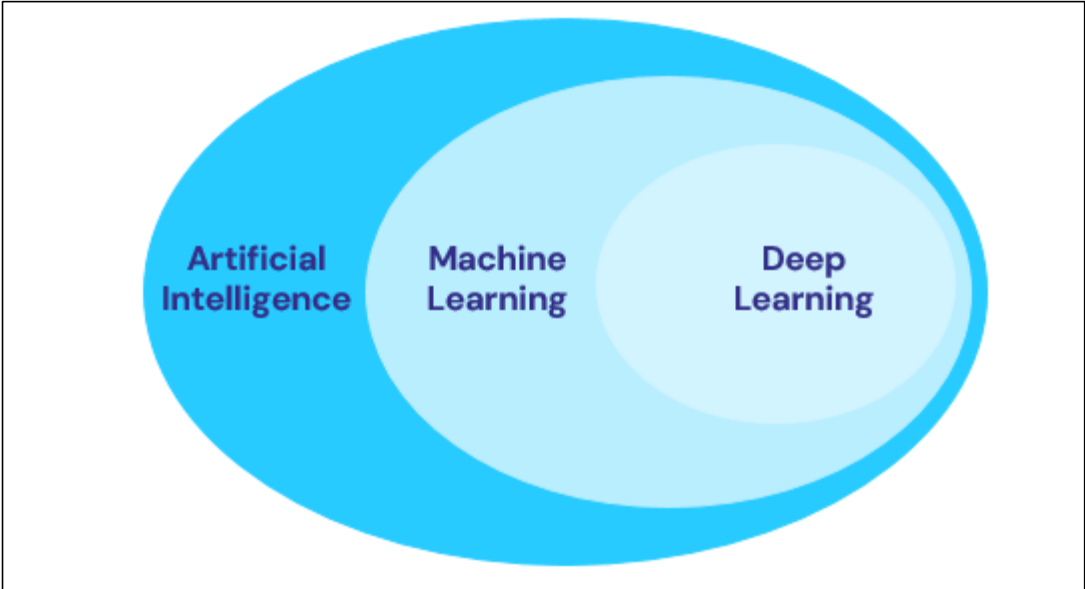 Artificial
Intelligence
Machine
Learning
Deep
Learning